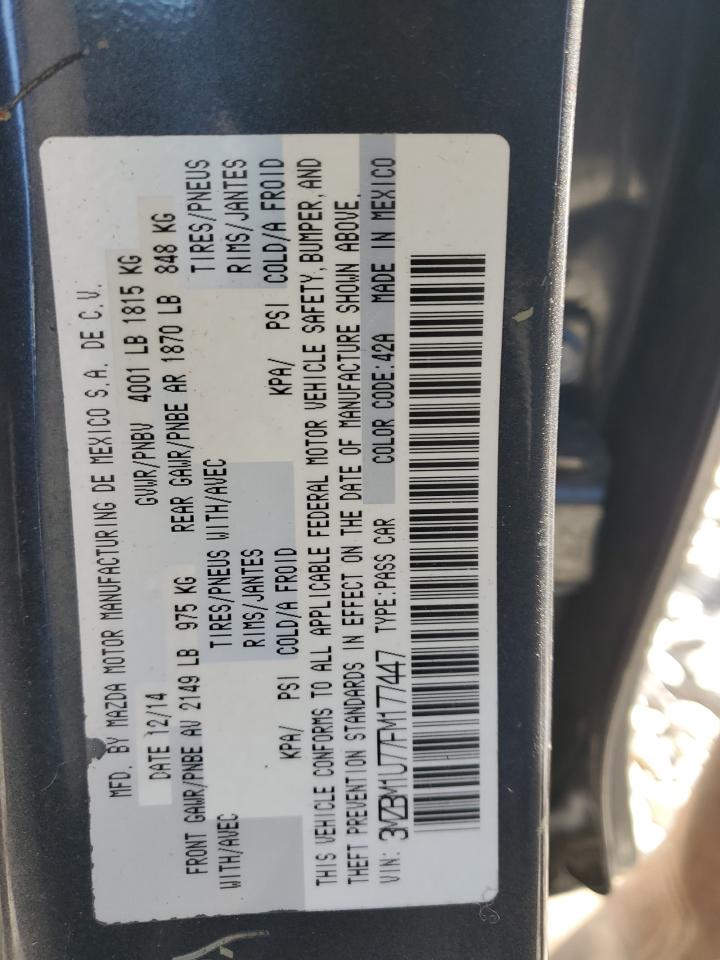 MFD. BY MAZDA MOTOR MANUFACTURING DE MEXICO S.A. DE C.V.
DATE 12/14 GVWR/PNBV 4001 LB 1815 KG
FRONT GAWR/PNBE AV 2149 LB 975 KG REAR GAWR/PNBE AR 1870 LB 848 KG
WITH/AVEC TIRES/PNEUS WITH/AVEC TIRES/PNEUS
RIMS/JANTES RIMS/JANTES
KPA/ PSI COLD/A FROID KPA/ PSI COLD/A FROID
THIS VEHICLE CONFORMS TO ALL APPLICABLE FEDERAL MOTOR VEHICLE SAFETY, BUMPER, AND
THEFT PREVENTION STANDARDS IN EFFECT ON THE DATE OF MANUFACTURE SHOWN ABOVE.
VIN: 3MZBM1U77FM177447 TYPE:PASS CAR COLOR CODE:42A MADE IN MEXICO